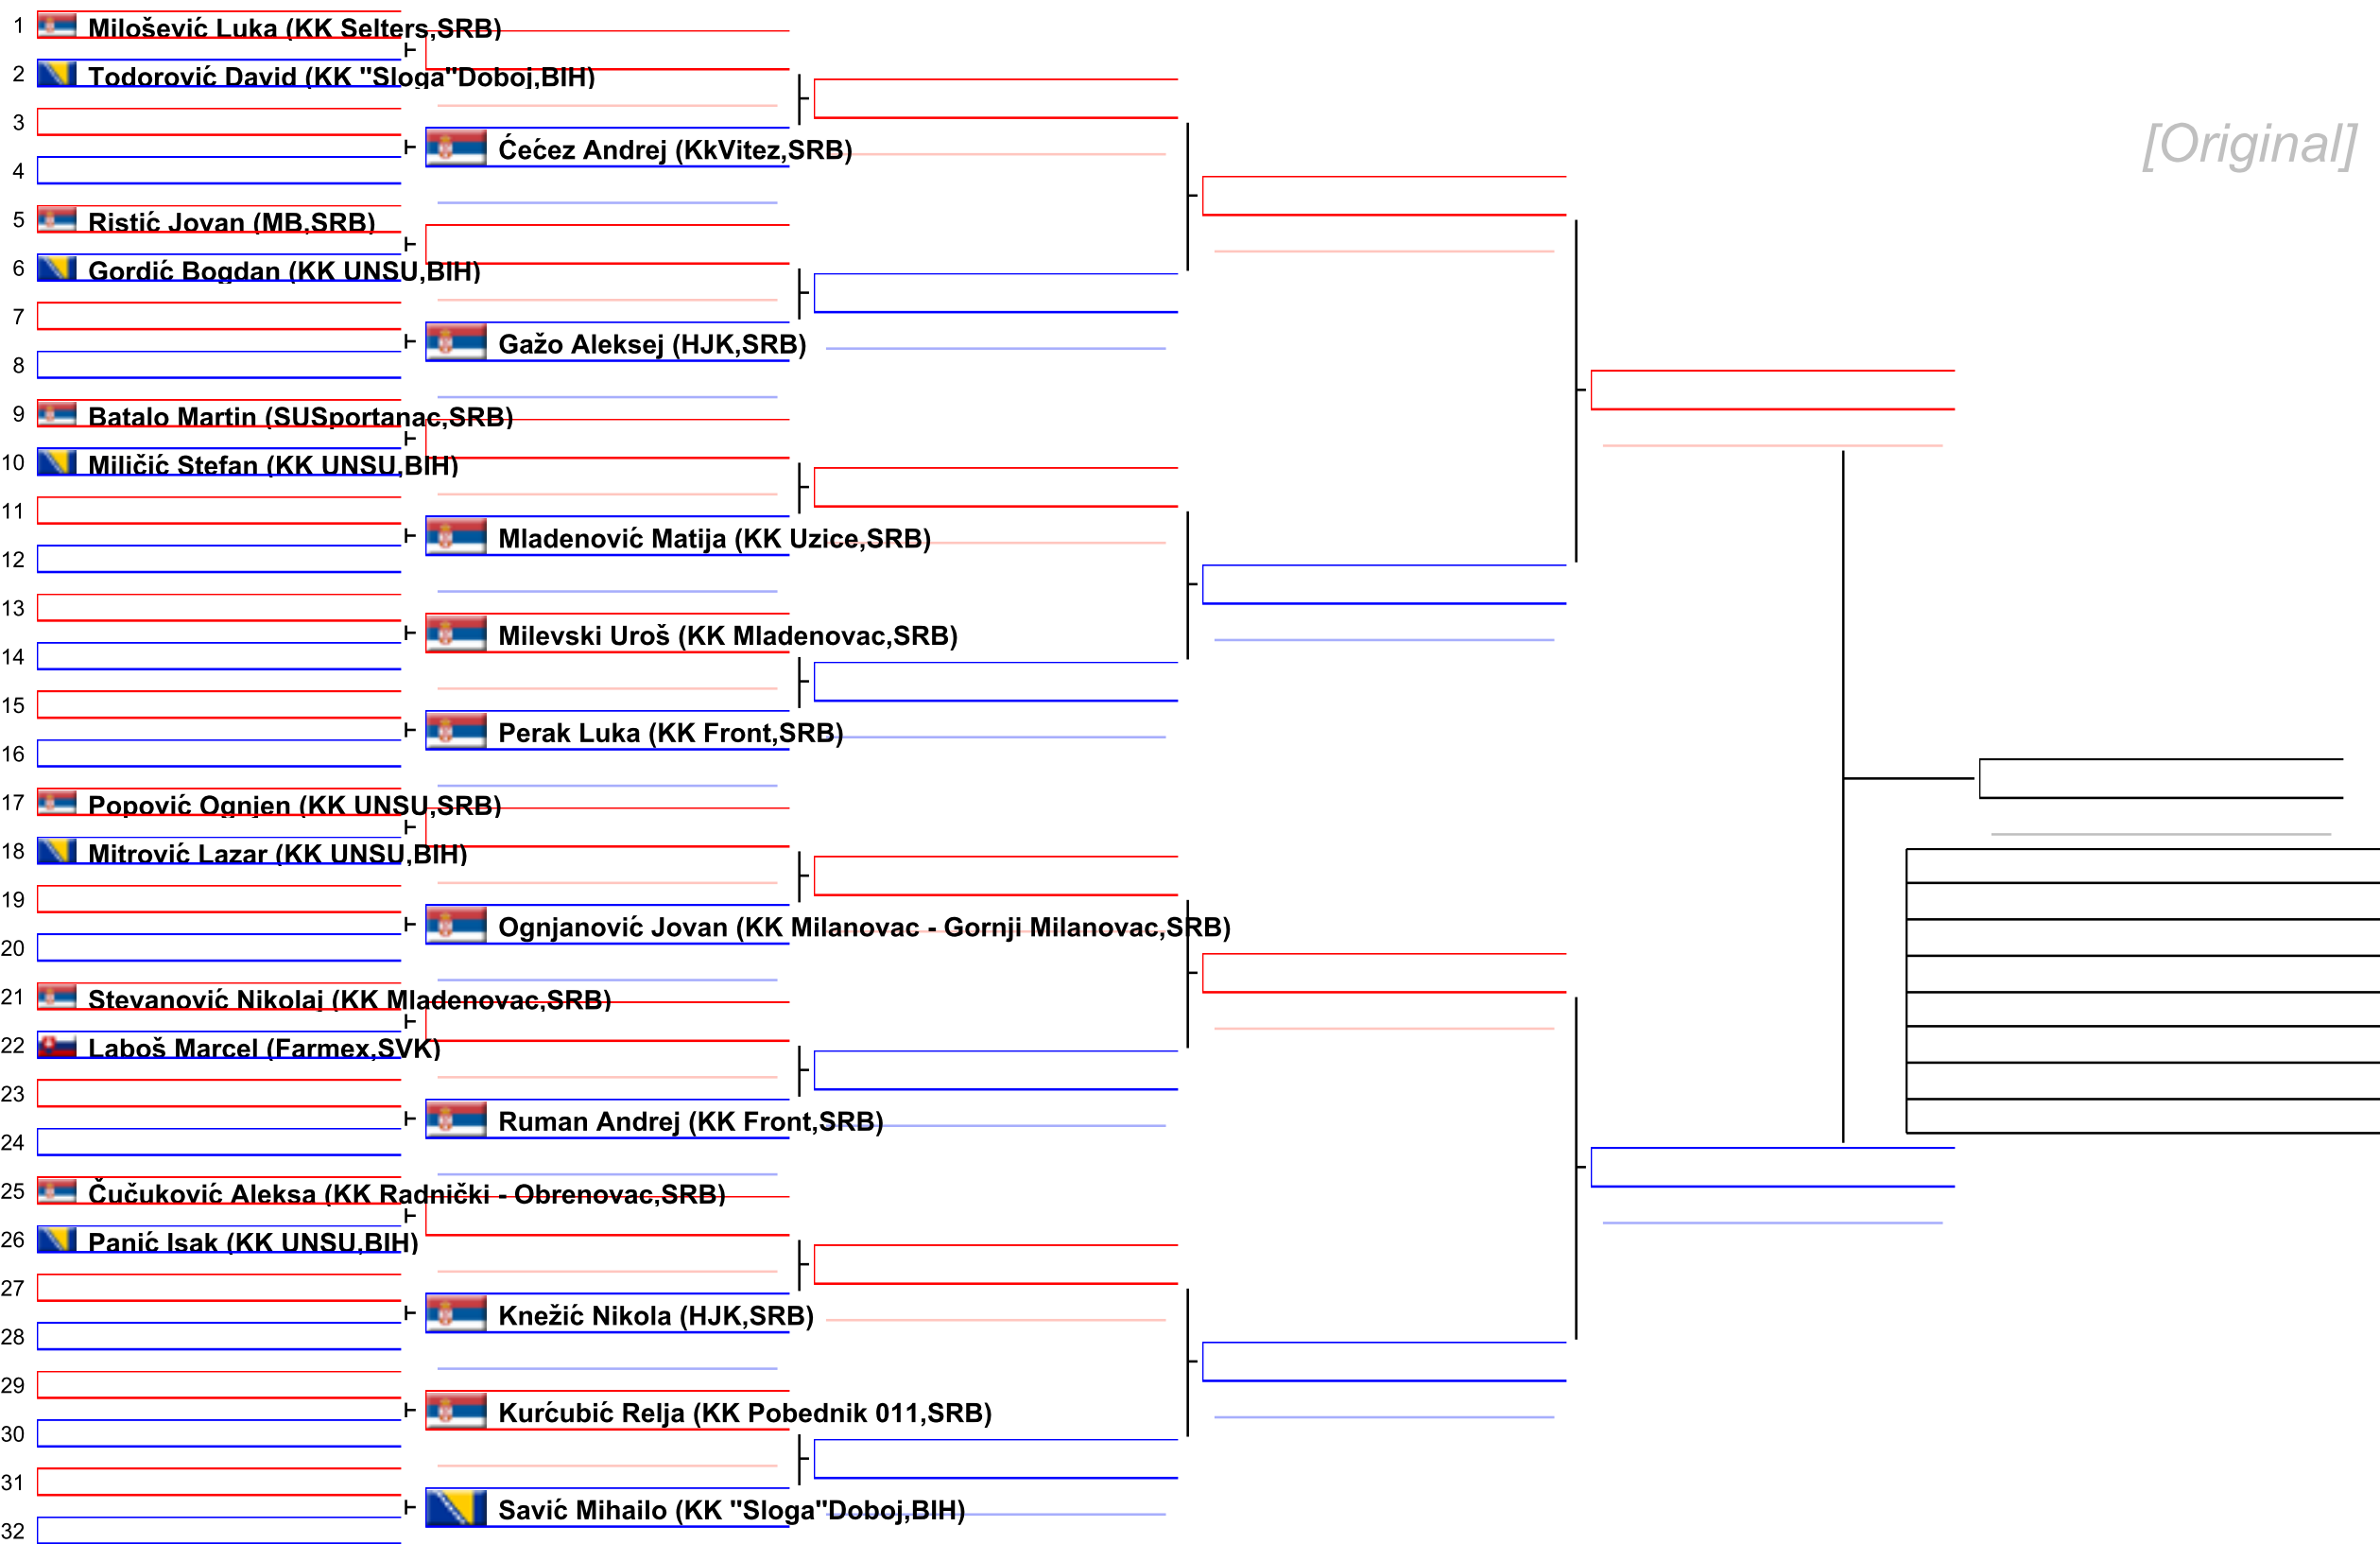 1 Milošević Luka (KK Selters,SRB)
2 Todorović David (KK "Sloga"Doboj,BIH)
3
[Original]
Ćećez Andrej (KkVitez,SRB)
4
5 Ristić Jovan (MB,SRB)
6 Gordić Bogdan (KK UNSU,BIH)
7
Gažo Aleksej (HJK,SRB)
8
9 Batalo Martin (SUSportanac,SRB)
10 Miličić Stefan (KK UNSU,BIH)
11
Mladenović Matija (KK Uzice,SRB)
12
13
Milevski Uroš (KK Mladenovac,SRB)
14
15
Perak Luka (KK Front,SRB)
16
17 Popović Ognjen (KK UNSU,SRB)
18 Mitrović Lazar (KK UNSU,BIH)
19
Ognjanović Jovan (KK Milanovac - Gornji Milanovac,SRB)
20
21 Stevanović Nikolaj (KK Mladenovac,SRB)
22 Laboš Marcel (Farmex,SVK)
23
Ruman Andrej (KK Front,SRB)
24
25 Čučuković Aleksa (KK Radnički - Obrenovac,SRB)
26 Panić Isak (KK UNSU,BIH)
27
Knežić Nikola (HJK,SRB)
28
29
Kurćubić Relja (KK Pobednik 011,SRB)
30
31
Savić Mihailo (KK "Sloga"Doboj,BIH)
32